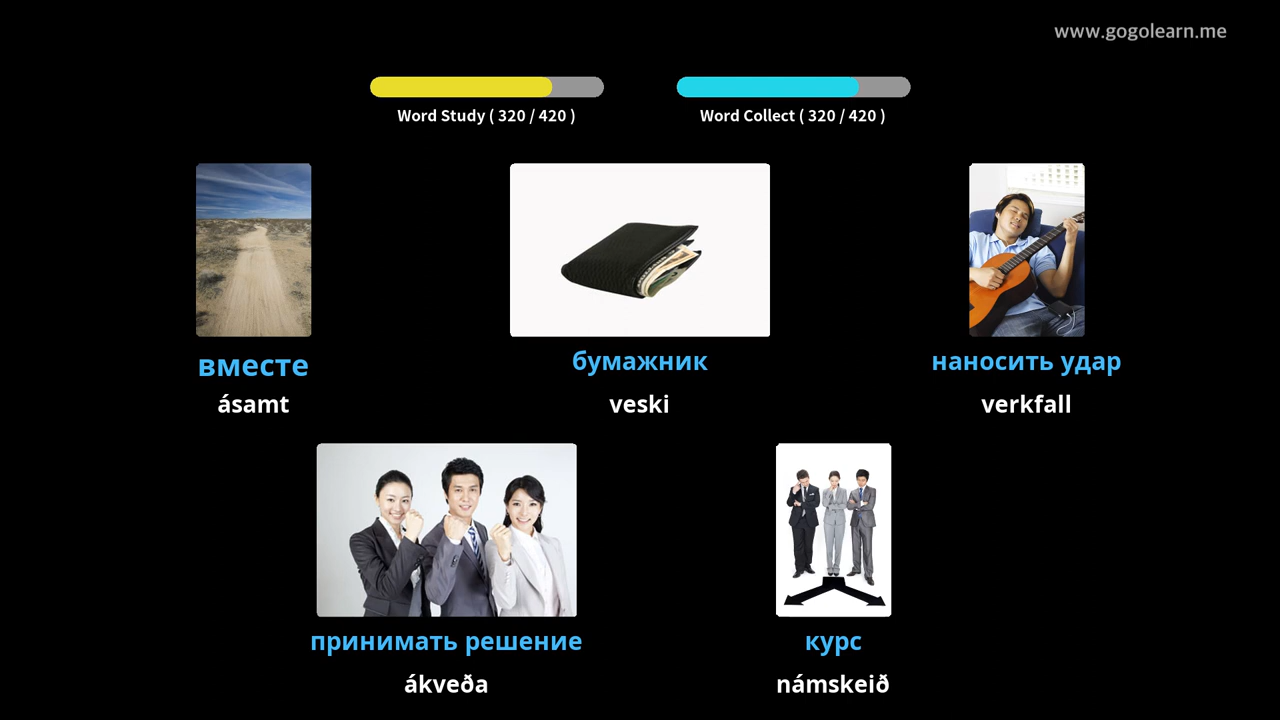 www.gogolearn.me
Word Study ( 320 / 420 )
Word Collect ( 320 / 420 )
вместе
бумажник
наносить удар
ásamt
veski
verkfall
принимать решение
курс
ákveða
námskeið